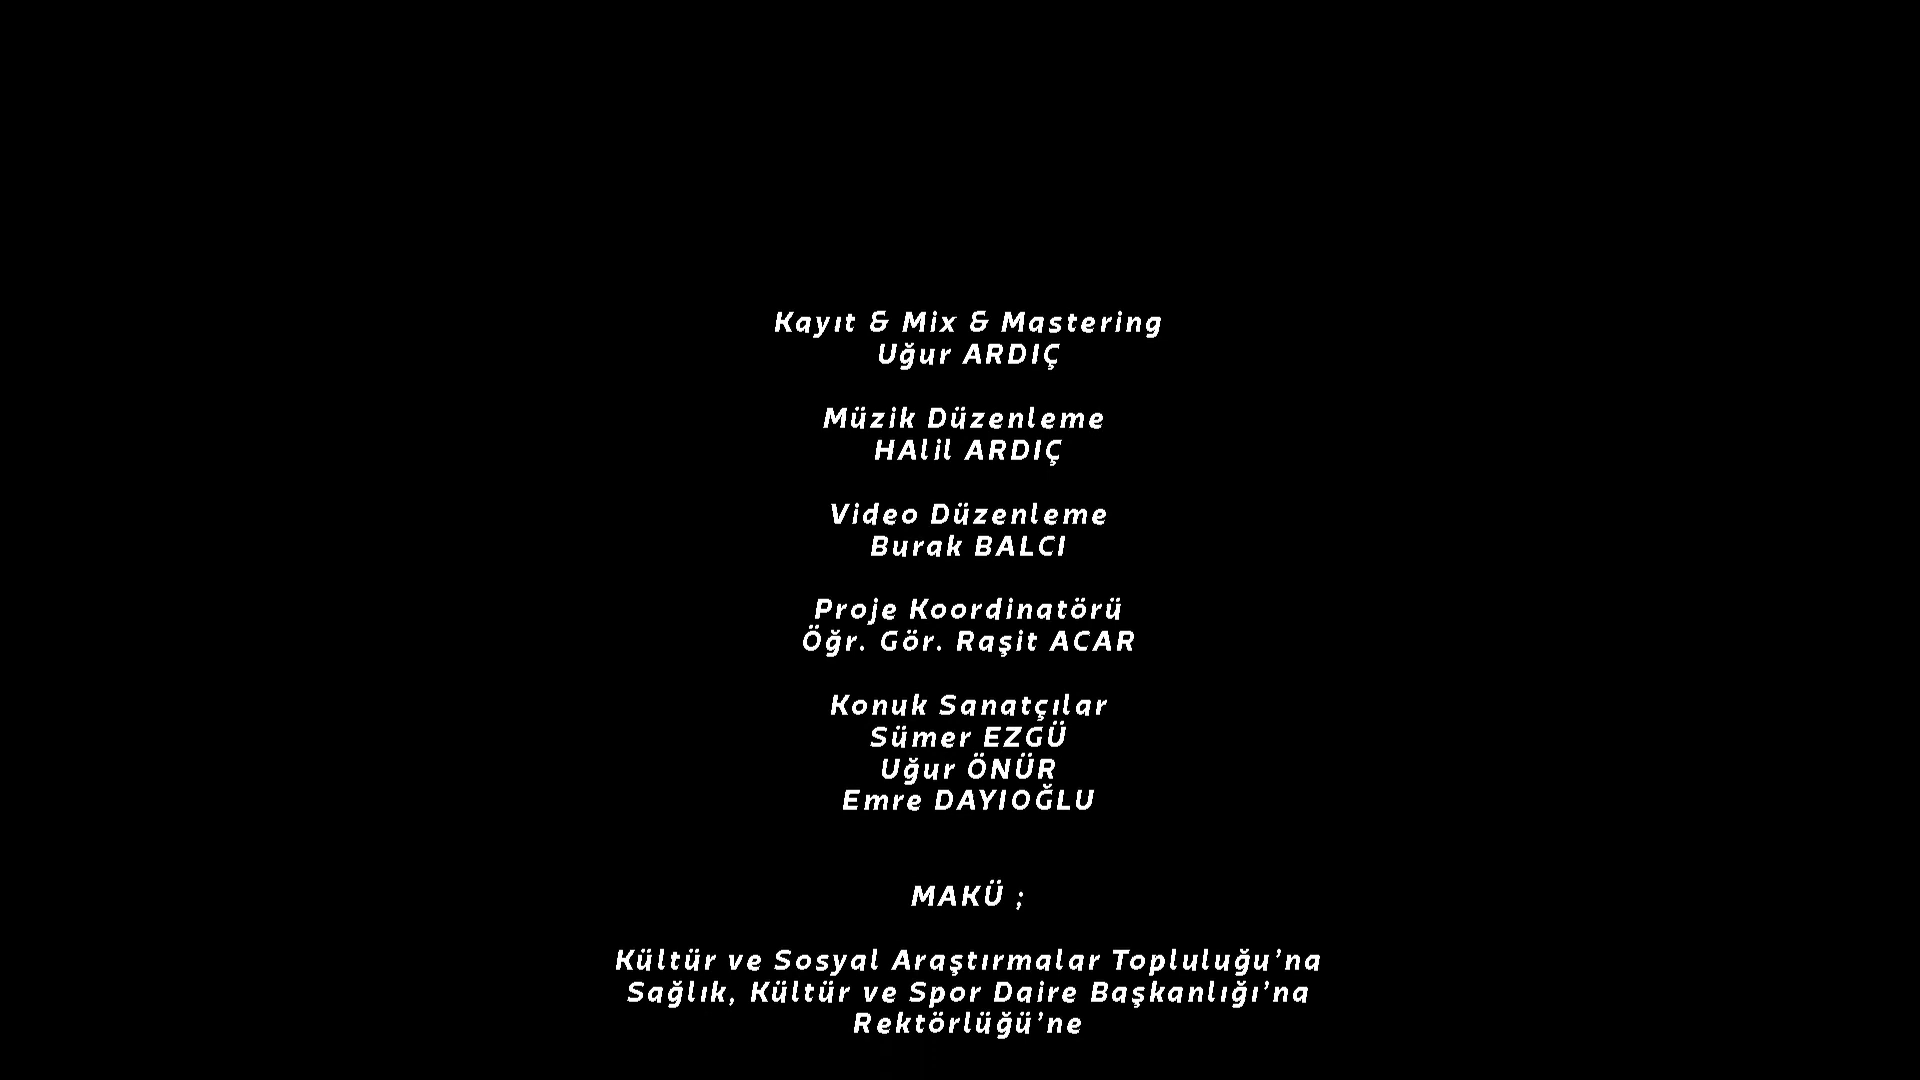 Kayıt & Mix & Mastering
Uğur ARDIÇ
Müzik Düzenleme
HAlil ARDIÇ
Video Düzenleme
Burak BALCI
Proje Koordinatörü
Öğr. Gör. Raşit ACAR
Konuk Sanatçılar
Sümer EZGÜ
Uğur ÖNÜR
Emre DAYIOĞLU
MAKÜ ;
Kültür ve Sosyal Araştırmalar Topluluğu’na
Sağlık, Kültür ve Spor Daire Başkanlığı’na
Rektörlüğü’ne